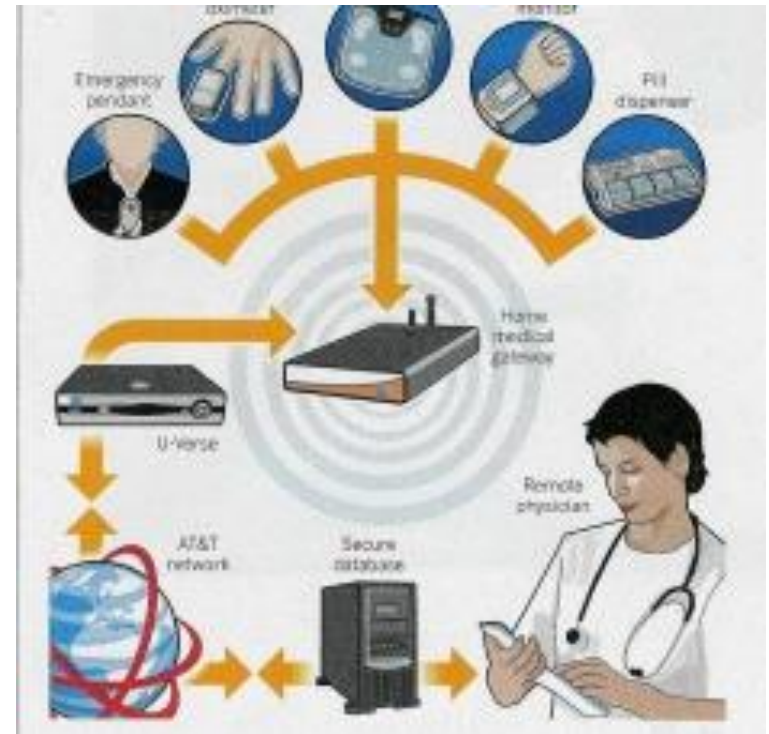 Emergency
pendant
Pill
dispenser
Home
medical
gateway
U-Verse
Remote
physician
AT&T
network
Secure
database